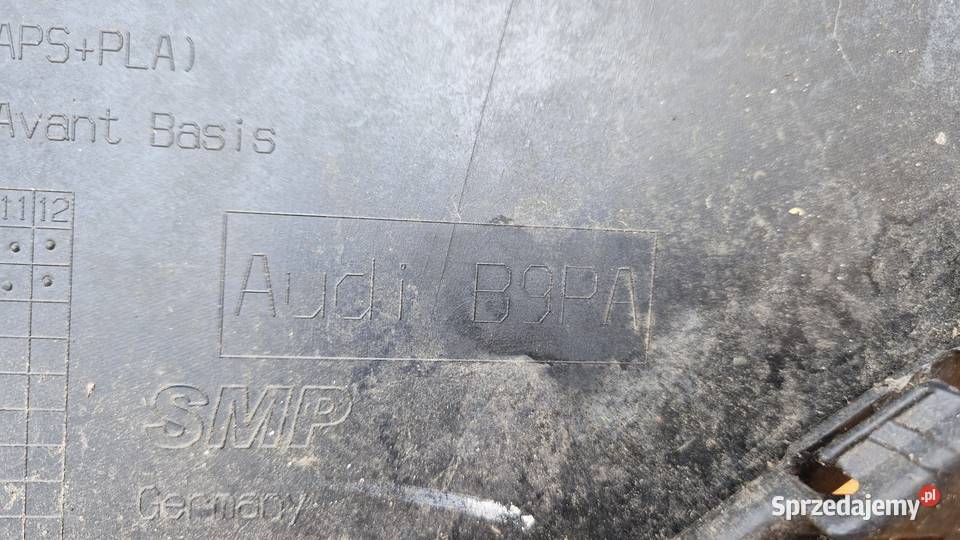 APS+PLA)
Avant Basis
11 12
Audi B9PA
SMP
Germany
Sprzedajemy.pl